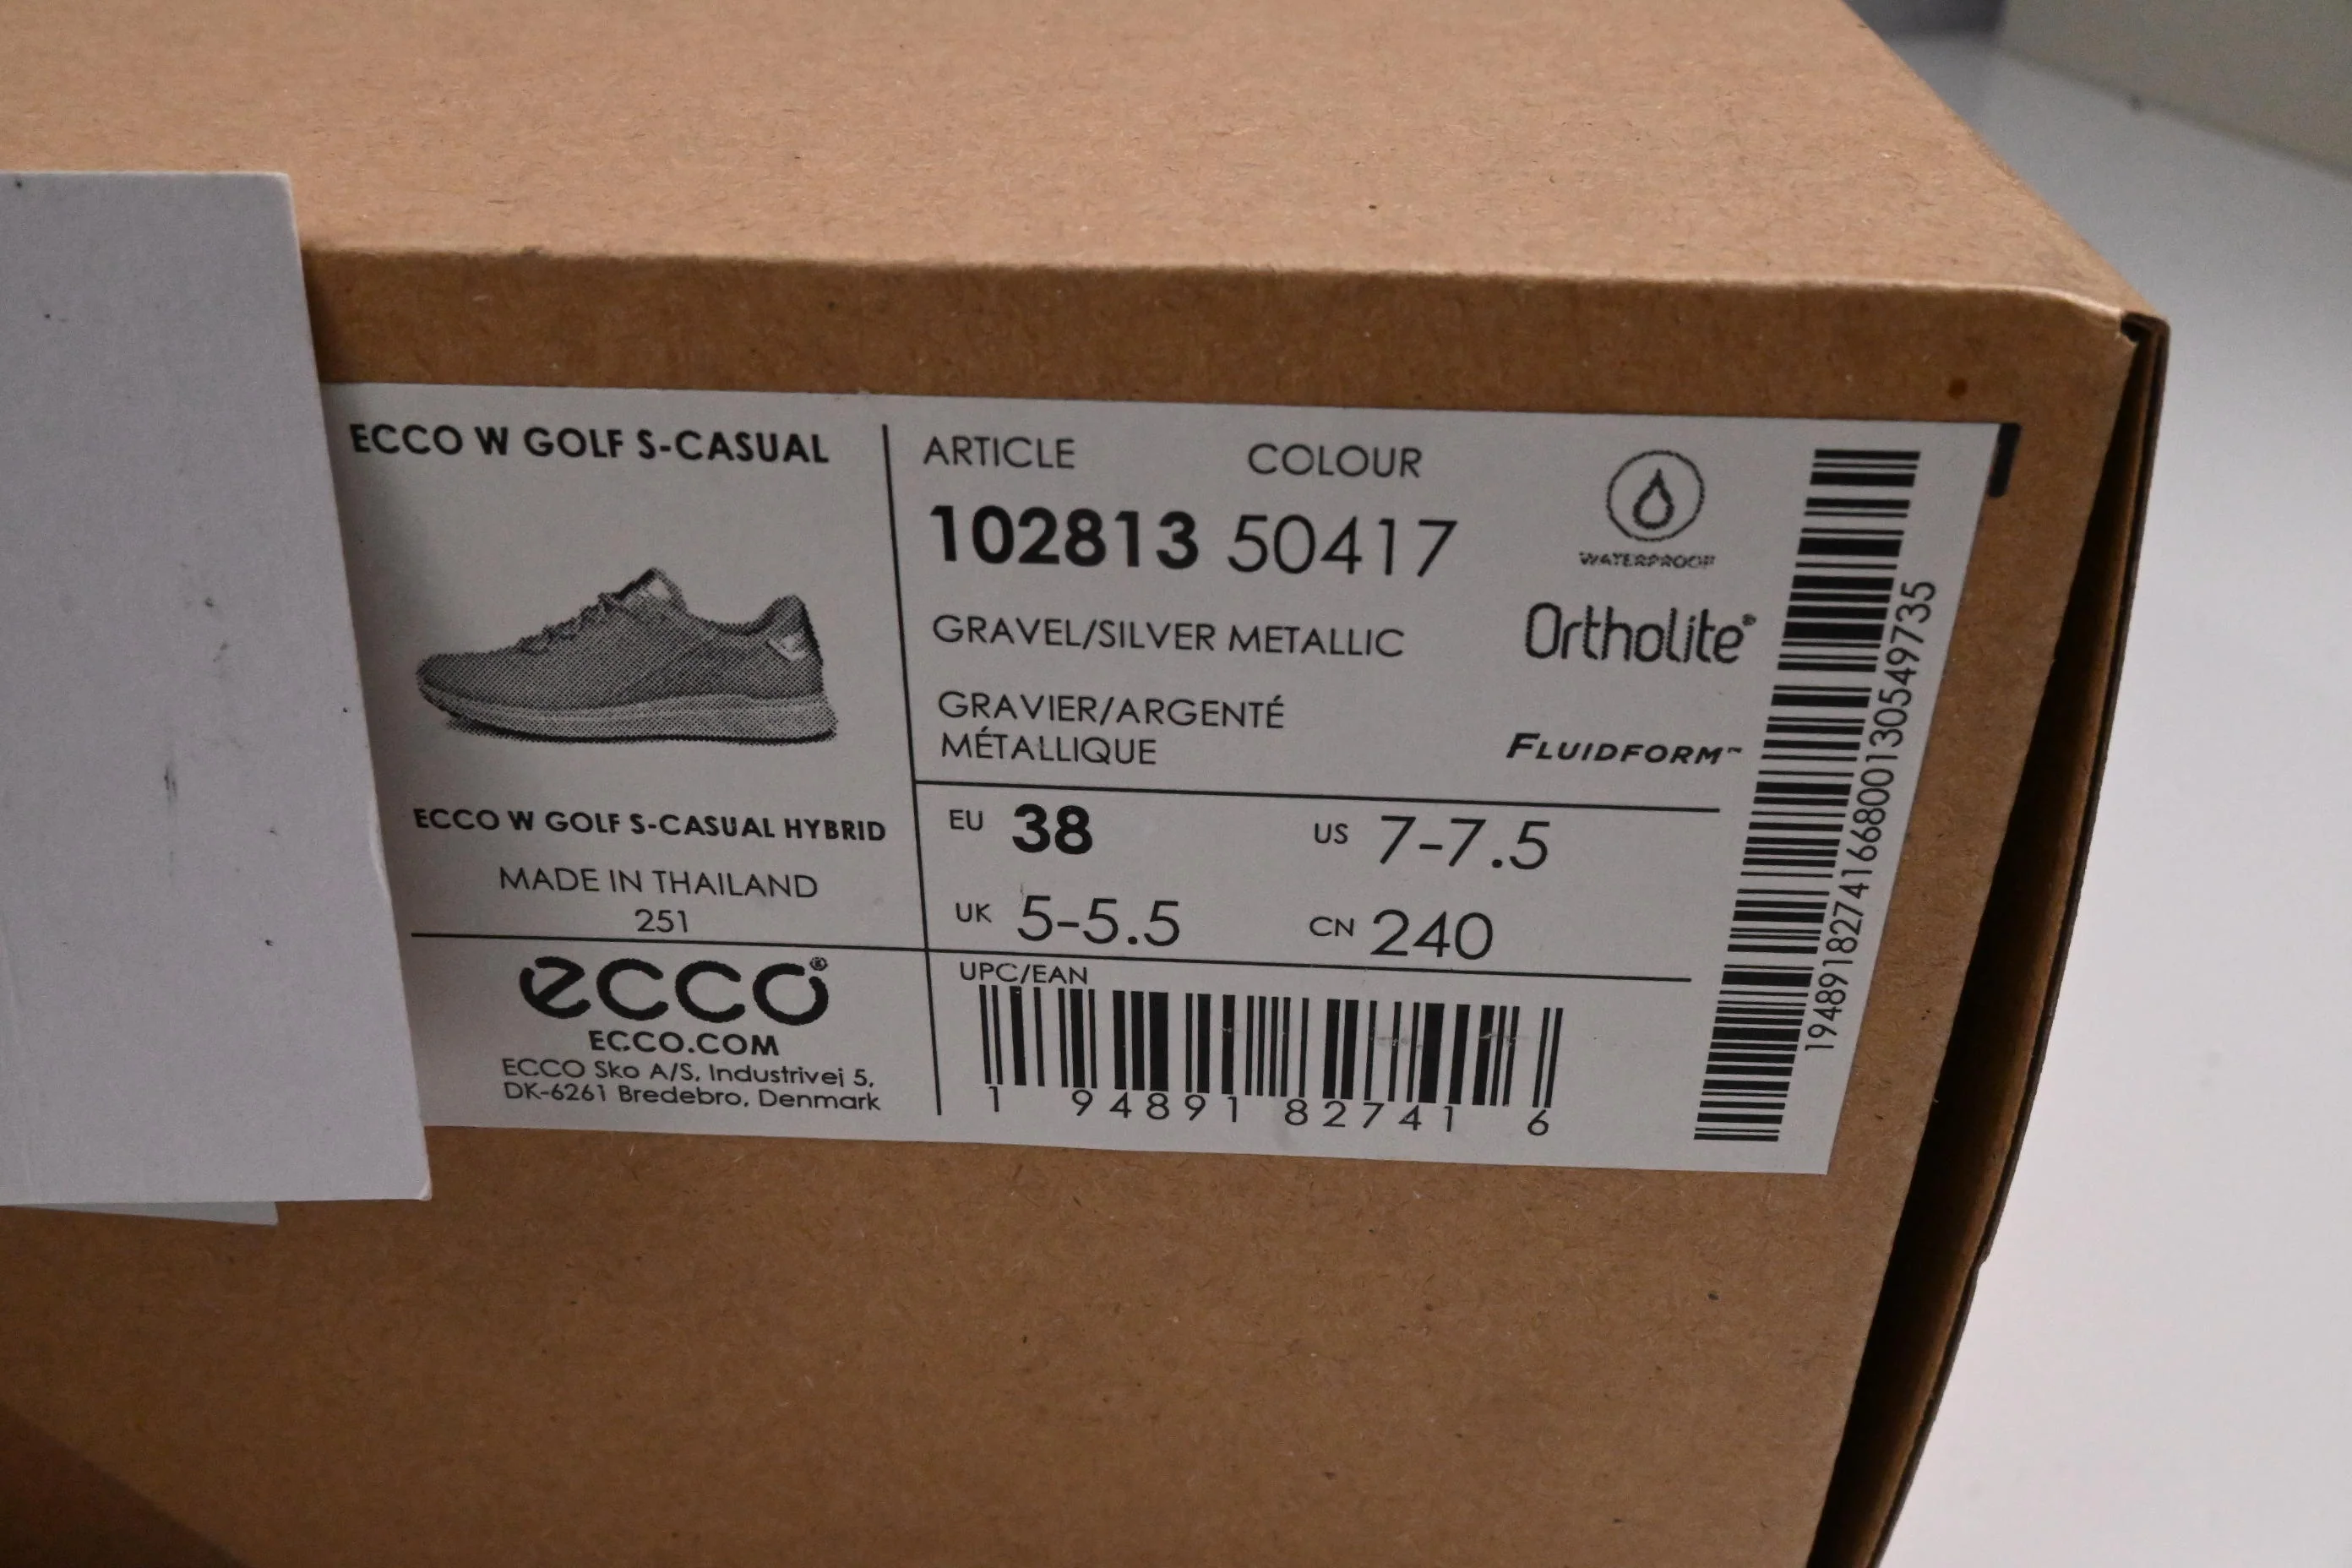 ECCO W GOLF S-CASUAL
ECCO W GOLF S-CASUAL HYBRID
MADE IN THAILAND
251
ecco®
ECCO.COM
ECCO Sko A/S, Industrivej 5,
DK-6261 Bredebro, Denmark
ARTICLE COLOUR
102813 50417
GRAVEL/SILVER METALLIC
GRAVIER/ARGENTÉ
MÉTALLIQUE
WATERPROOF
Ortholite®
FLUIDFORM™
EU 38 US 7-7.5
UK 5-5.5 CN 240
UPC/EAN
1 94891 82741 6
194891827416680013054 9735